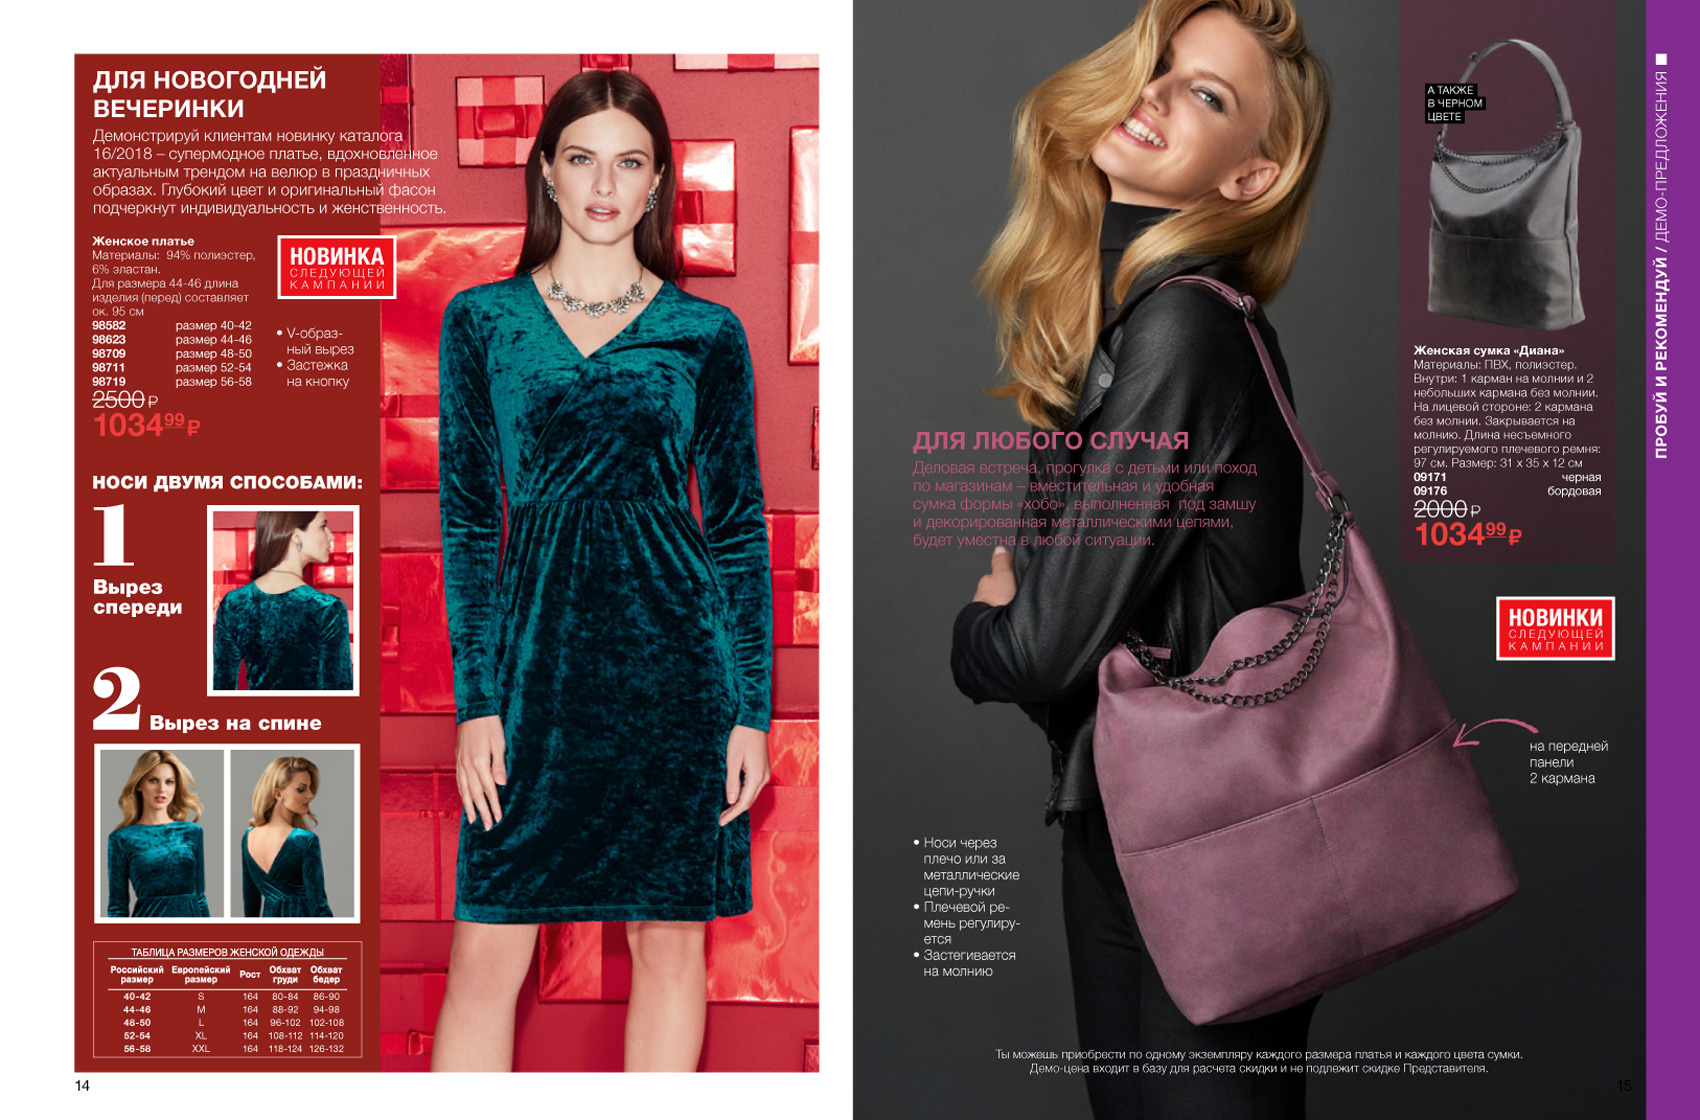 ДЛЯ НОВОГОДНЕЙ
ВЕЧЕРИНКИ
Демонстрируй клиентам новинку каталога
16/2018 – супермодное платье, вдохновленное
актуальным трендом на велюр в праздничных
образах. Глубокий цвет и оригинальный фасон
подчеркнут индивидуальность и женственность.
Женское платье
Материалы: 94% полиэстер,
6% эластан.
Для размера 44-46 длина
изделия (перед) составляет
ок. 95 см
98582 размер 40-42
98623 размер 44-46
98709 размер 48-50
98711 размер 52-54
98719 размер 56-58
2500 ₽
1034 99 ₽
НОВИНКА
СЛЕДУЮЩЕЙ
КАМПАНИИ
• V-образ-
ный вырез
• Застежка
на кнопку
НОСИ ДВУМЯ СПОСОБАМИ:
1
Вырез
спереди
2 Вырез на спине
ТАБЛИЦА РАЗМЕРОВ ЖЕНСКОЙ ОДЕЖДЫ
Российский размер Европейский размер Рост Обхват груди Обхват бедер
40-42 S 164 80-84 86-90
44-46 M 164 88-92 94-98
48-50 L 164 96-102 102-108
52-54 XL 164 108-112 114-120
56-58 XXL 164 118-124 126-132
14
А ТАКЖЕ
В ЧЕРНОМ
ЦВЕТЕ
Женская сумка «Диана»
Материалы: ПВХ, полиэстер.
Внутри: 1 карман на молнии и 2
небольших кармана без молнии.
На лицевой стороне: 2 кармана
без молнии. Закрывается на
молнию. Длина несъемного
регулируемого плечевого ремня:
97 см. Размер: 31 х 35 х 12 см
09171 черная
09176 бордовая
2000 ₽
1034 99 ₽
ДЛЯ ЛЮБОГО СЛУЧАЯ
Деловая встреча, прогулка с детьми или поход
по магазинам – вместительная и удобная
сумка формы «хобо», выполненная под замшу
и декорированная металлическими цепями,
будет уместна в любой ситуации.
НОВИНКИ
СЛЕДУЮЩЕЙ
КАМПАНИИ
на передней
панели
2 кармана
• Носи через
плечо или за
металлические
цепи-ручки
• Плечевой ре-
мень регулиру-
ется
• Застегивается
на молнию
Ты можешь приобрести по одному экземпляру каждого размера платья и каждого цвета сумки.
Демо-цена входит в базу для расчета скидки и не подлежит скидке Представителя.
15
ПРОБУЙ И РЕКОМЕНДУЙ / ДЕМО-ПРЕДЛОЖЕНИЯ